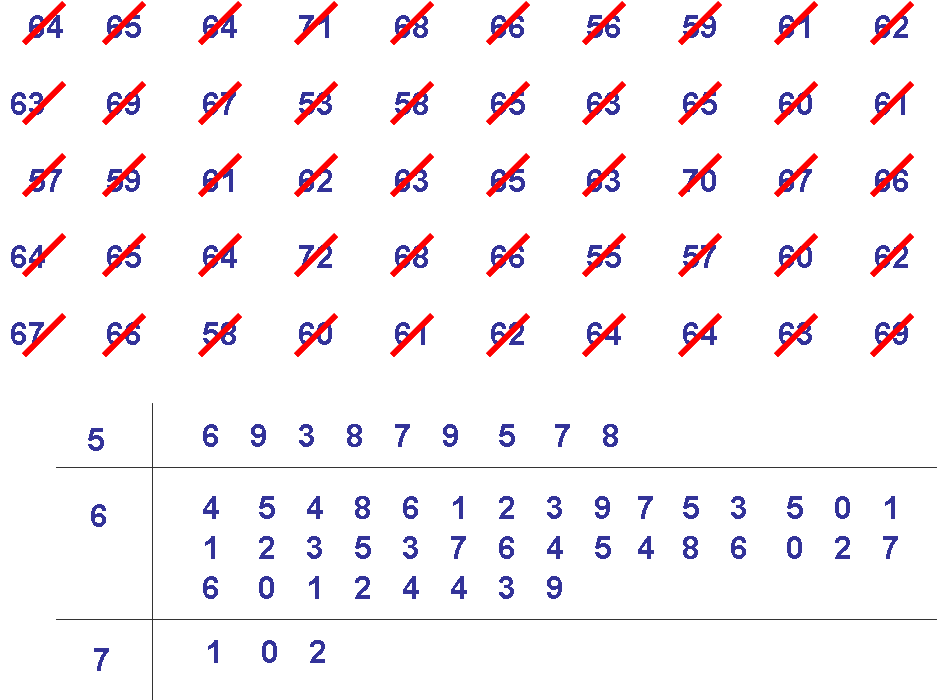 64 65 64 71 68 66 56 59 61 62
63 69 67 53 58 65 63 65 60 61
57 59 61 62 63 65 63 70 67 66
64 65 64 72 68 66 55 57 60 62
67 66 58 60 61 62 64 64 63 69
5 6 9 3 8 7 9 5 7 8
6 4 5 4 8 6 1 2 3 9 7 5 3 5 0 1
1 2 3 5 3 7 6 4 5 4 8 6 0 2 7
6 0 1 2 4 4 3 9
7 1 0 2